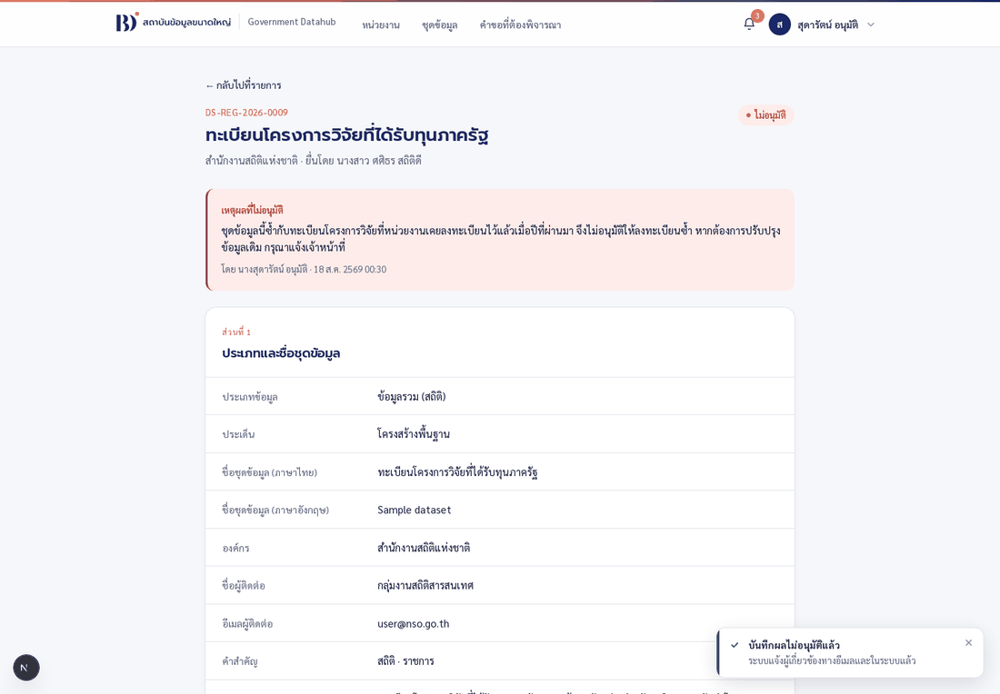 สถาบันข้อมูลขนาดใหญ่
Government Datahub
หน่วยงาน
ชุดข้อมูล
คำขอที่ต้องพิจารณา
3
ส
สุดารัตน์ อนุมัติ
← กลับไปที่รายการ
DS-REG-2026-0009
ไม่อนุมัติ
ทะเบียนโครงการวิจัยที่ได้รับทุนภาครัฐ
สำนักงานสถิติแห่งชาติ · ยื่นโดย นางสาว ศศิธร สถิติดี
เหตุผลที่ไม่อนุมัติ
ชุดข้อมูลนี้ซ้ำกับทะเบียนโครงการวิจัยที่หน่วยงานเคยลงทะเบียนไว้แล้วเมื่อปีที่ผ่านมา จึงไม่อนุมัติให้ลงทะเบียนซ้ำ หากต้องการปรับปรุง
ข้อมูลเดิม กรุณาแจ้งเจ้าหน้าที่
โดย นางสุดารัตน์ อนุมัติ · 18 ส.ค. 2569 00:30
ส่วนที่ 1
ประเภทและชื่อชุดข้อมูล
ประเภทข้อมูล
ข้อมูลรวม (สถิติ)
ประเด็น
โครงสร้างพื้นฐาน
ชื่อชุดข้อมูล (ภาษาไทย)
ทะเบียนโครงการวิจัยที่ได้รับทุนภาครัฐ
ชื่อชุดข้อมูล (ภาษาอังกฤษ)
Sample dataset
องค์กร
สำนักงานสถิติแห่งชาติ
ชื่อผู้ติดต่อ
กลุ่มงานสถิติสารสนเทศ
อีเมลผู้ติดต่อ
user@nso.go.th
คำสำคัญ
สถิติ · ราชการ
บันทึกผลไม่อนุมัติแล้ว
ระบบแจ้งผู้เกี่ยวข้องทางอีเมลและในระบบแล้ว
N